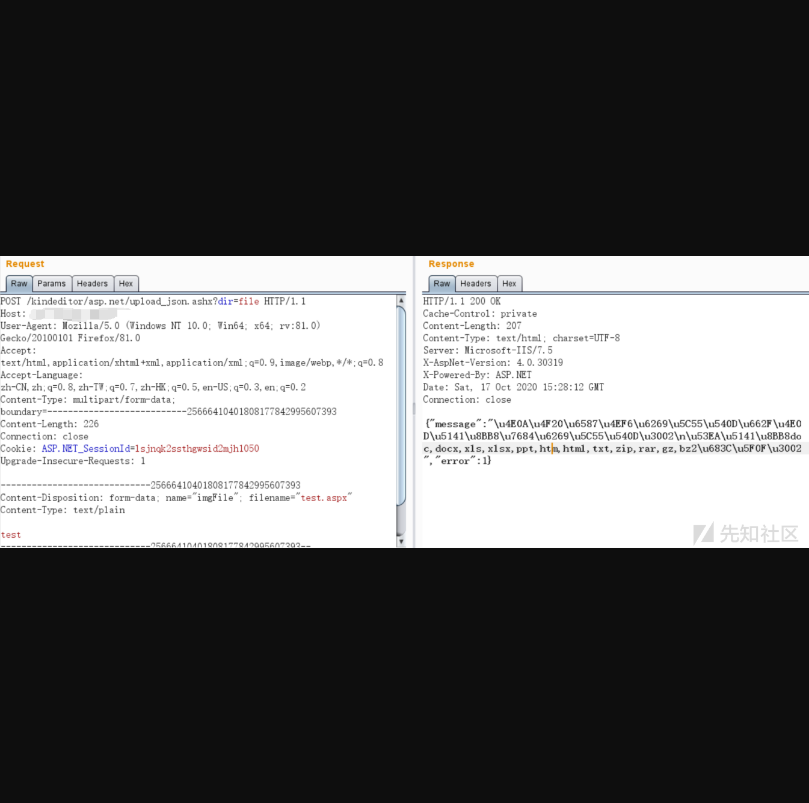 Request
Raw Params Headers Hex
POST /kindeditor/asp.net/upload_json.ashx?dir=file HTTP/1.1
Host:
User-Agent: Mozilla/5.0 (Windows NT 10.0; Win64; x64; rv:81.0)
Gecko/20100101 Firefox/81.0
Accept:
text/html,application/xhtml+xml,application/xml;q=0.9,image/webp,*/*;q=0.8
Accept-Language:
zh-CN,zh;q=0.8,zh-TW;q=0.7,zh-HK;q=0.5,en-US;q=0.3,en;q=0.2
Content-Type: multipart/form-data;
boundary=---------------------------25666410401808177842995607393
Content-Length: 226
Connection: close
Cookie: ASP.NET_SessionId=lsjnqk2ssthgwsid2mjh1050
Upgrade-Insecure-Requests: 1
-----------------------------25666410401808177842995607393
Content-Disposition: form-data; name="imgFile"; filename="test.aspx"
Content-Type: text/plain
test
-----------------------------25666410401808177842995607393--
Response
Raw Headers Hex
HTTP/1.1 200 OK
Cache-Control: private
Content-Length: 207
Content-Type: text/html; charset=UTF-8
Server: Microsoft-IIS/7.5
X-AspNet-Version: 4.0.30319
X-Powered-By: ASP.NET
Date: Sat, 17 Oct 2020 15:28:12 GMT
Connection: close
{"message":"\u4E0A\u4F20\u6587\u4EF6\u6269\u5C55\u540D\u662F\u4E0
D\u5141\u8BB8\u7684\u6269\u5C55\u540D\u3002\n\u53EA\u5141\u8BB8do
c,docx,xls,xlsx,ppt,htm,html,txt,zip,rar,gz,bz2\u683C\u5F0F\u3002
","error":1}
先知社区